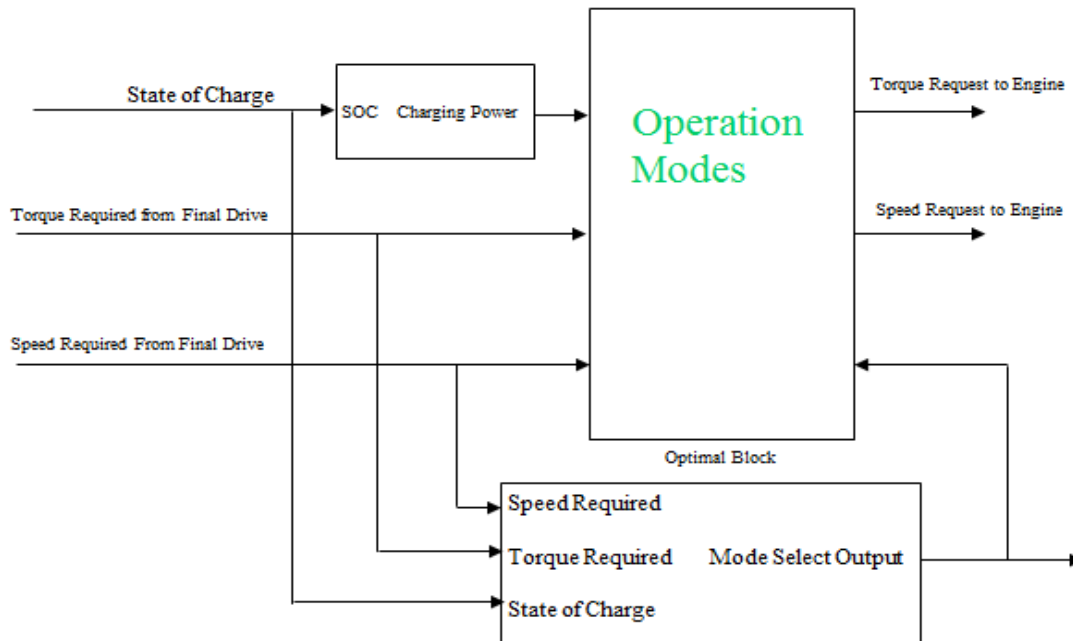 State of Charge
SOC Charging Power
Operation
Modes
Torque Request to Engine
Torque Required from Final Drive
Speed Request to Engine
Speed Required From Final Drive
Optimal Block
Speed Required
Torque Required Mode Select Output
State of Charge